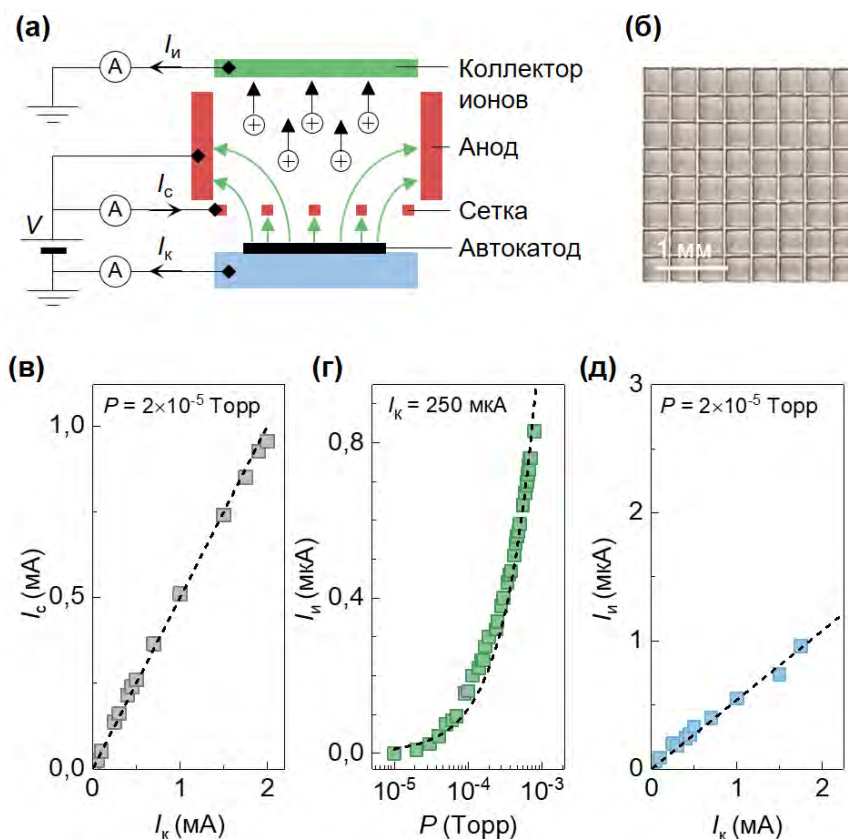 (а)
(б)
Iи
A
Коллектор
ионов
Анод
Iс
A
Сетка
V
Автокатод
Iк
A
1 мм
(в)
(г)
(д)
P = 2×10⁻⁵ Торр
Iк = 250 мкА
P = 2×10⁻⁵ Торр
1,0
0,5
0,0
Iс (мА)
0
1
2
Iк (мА)
0,8
0,4
0,0
Iи (мкА)
10⁻⁵
10⁻⁴
10⁻³
P (Торр)
3
2
1
0
Iи (мкА)
0
1
2
Iк (мА)